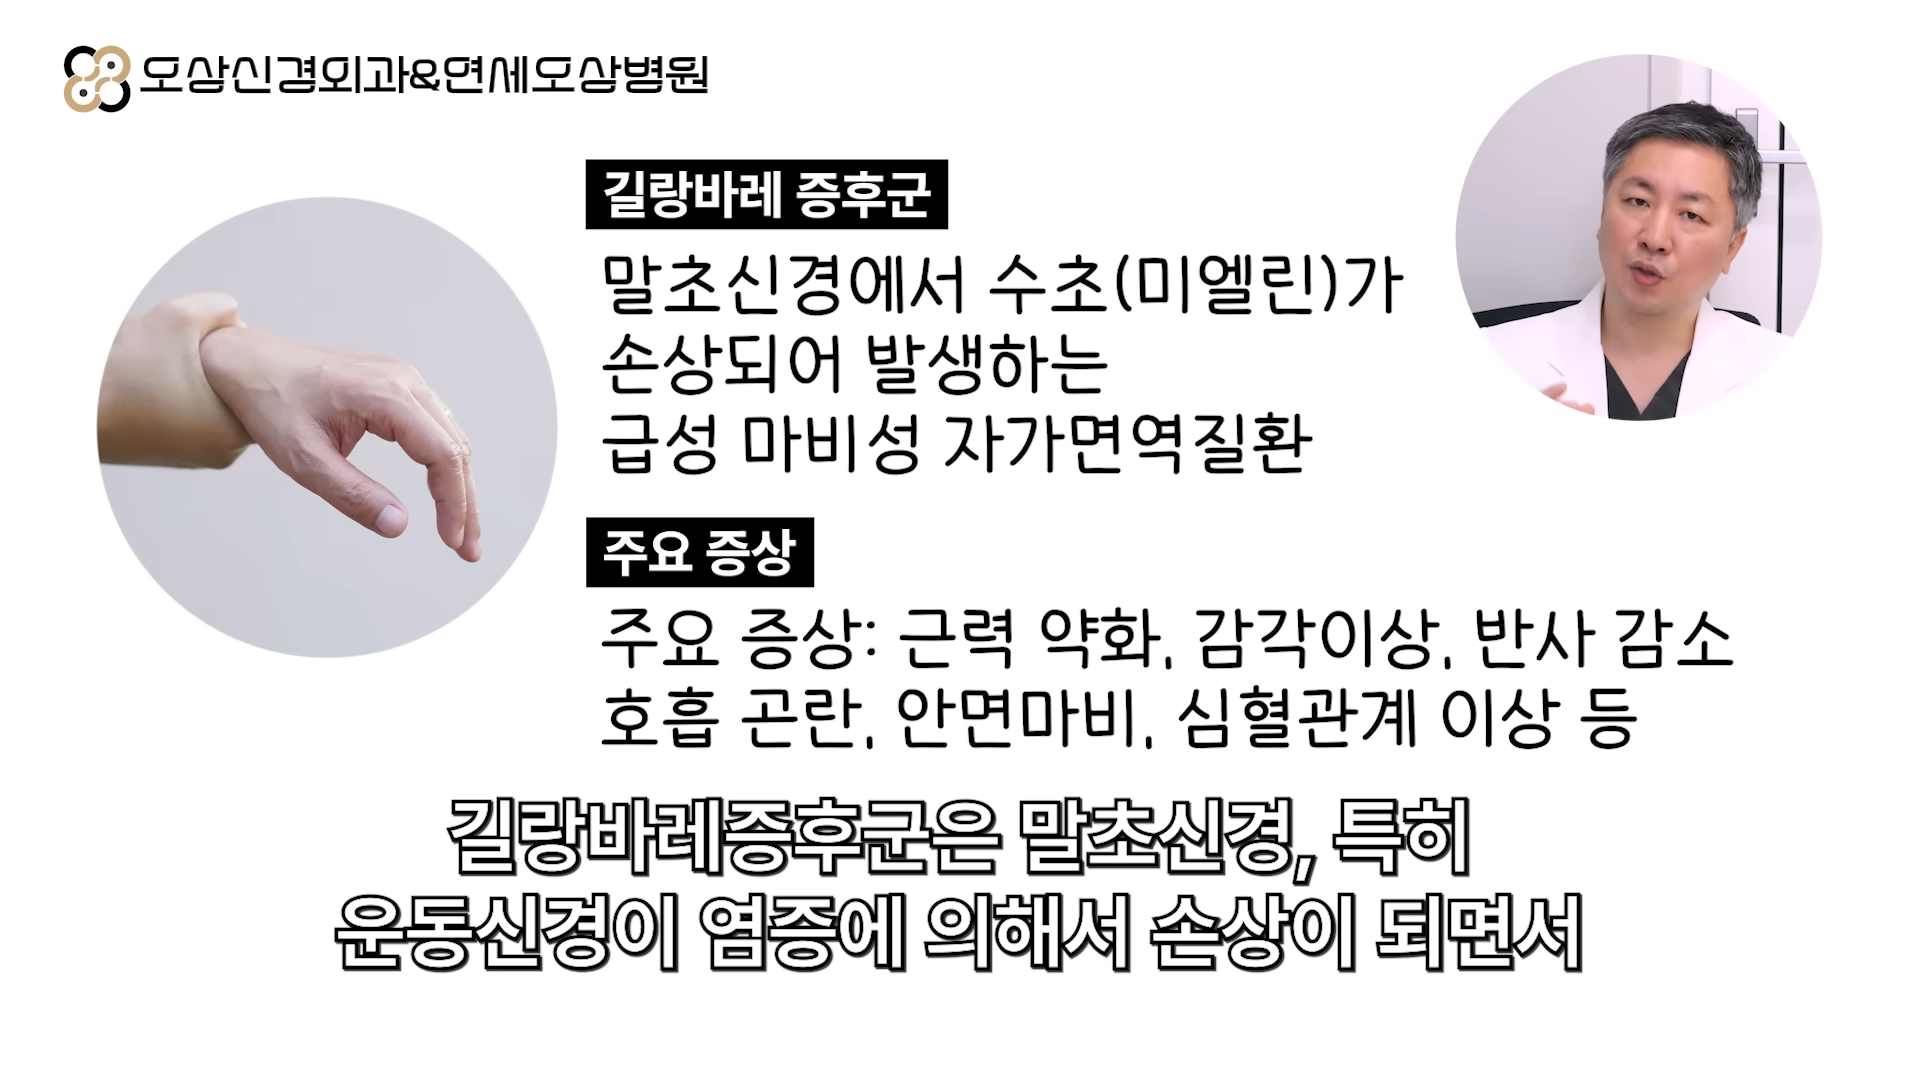 오상신경외과&연세오상병원
길랑바레 증후군
말초신경에서 수초(미엘린)가
손상되어 발생하는
급성 마비성 자가면역질환
주요 증상
주요 증상: 근력 약화, 감각이상, 반사 감소
호흡 곤란, 안면마비, 심혈관계 이상 등
길랑바레증후군은 말초신경, 특히
운동신경이 염증에 의해서 손상이 되면서